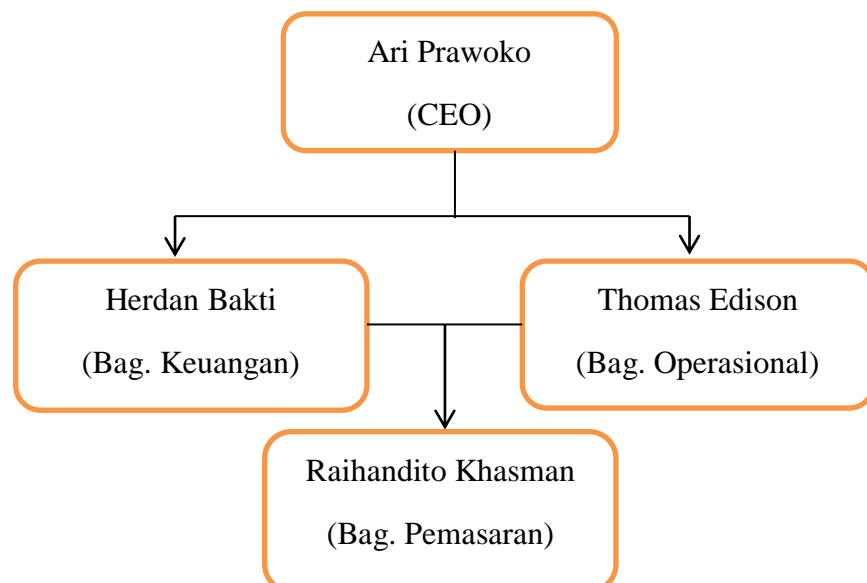 Ari Prawoko
(CEO)
Herdan Bakti
(Bag. Keuangan)
Thomas Edison
(Bag. Operasional)
Raihandito Khasman
(Bag. Pemasaran)